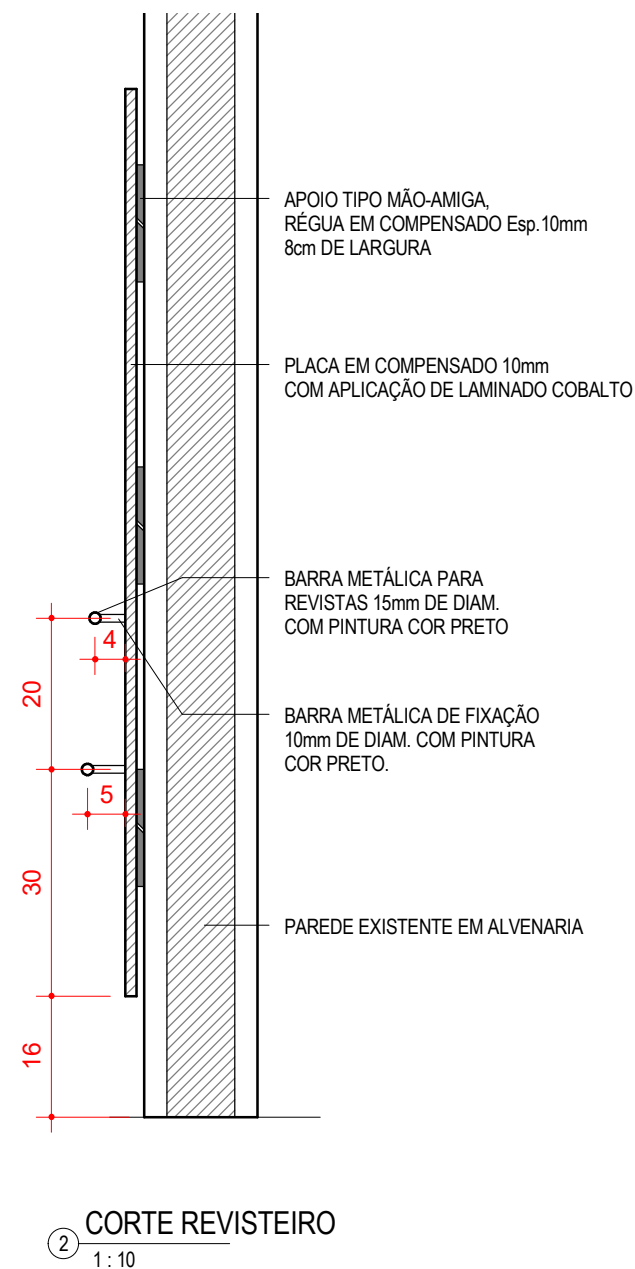 APOIO TIPO MÃO-AMIGA,
RÉGUA EM COMPENSADO Esp.10mm
8cm DE LARGURA
PLACA EM COMPENSADO 10mm
COM APLICAÇÃO DE LAMINADO COBALTO
BARRA METÁLICA PARA
REVISTAS 15mm DE DIAM.
COM PINTURA COR PRETO
4
20
BARRA METÁLICA DE FIXAÇÃO
10mm DE DIAM. COM PINTURA
COR PRETO.
5
30
PAREDE EXISTENTE EM ALVENARIA
16
2
CORTE REVISTEIRO
1 : 10